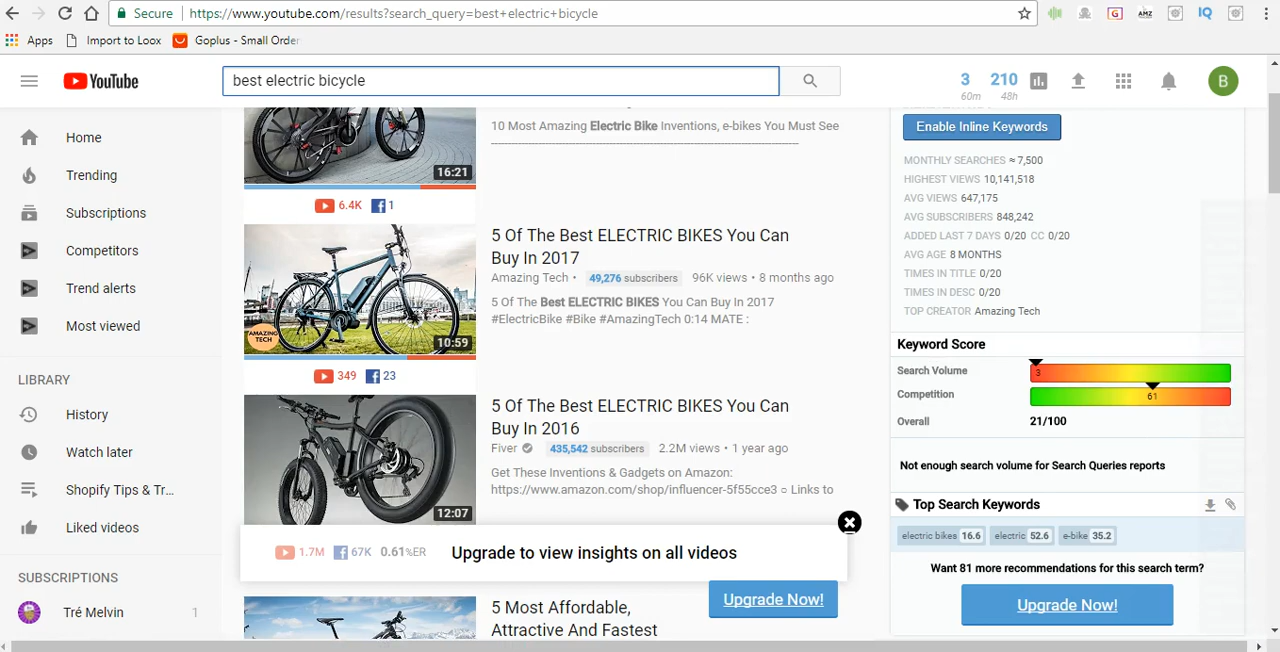 Secure https://www.youtube.com/results?search_query=best+electric+bicycle
G AMZ IQ
Apps Import to Loox Goplus - Small Order
YouTube
best electric bicycle
3 210
60m 48h
B
Home
Trending
Subscriptions
Competitors
Trend alerts
Most viewed
LIBRARY
History
Watch later
Shopify Tips & Tr...
Liked videos
SUBSCRIPTIONS
Tré Melvin 1
16:21
10 Most Amazing Electric Bike Inventions, e-bikes You Must See
6.4K 1
AMAZING
TECH
10:59
5 Of The Best ELECTRIC BIKES You Can
Buy In 2017
Amazing Tech • 49,276 subscribers 96K views • 8 months ago
5 Of The Best ELECTRIC BIKES You Can Buy In 2017
#ElectricBike #Bike #AmazingTech 0:14 MATE :
349 23
12:07
5 Of The Best ELECTRIC BIKES You Can
Buy In 2016
Fiver 435,542 subscribers 2.2M views • 1 year ago
Get These Inventions & Gadgets on Amazon:
https://www.amazon.com/shop/influencer-5f55cce3 ○ Links to
1.7M 67K 0.61%ER Upgrade to view insights on all videos
Upgrade Now!
5 Most Affordable,
Attractive And Fastest
Enable Inline Keywords
MONTHLY SEARCHES ≈ 7,500
HIGHEST VIEWS 10,141,518
AVG VIEWS 647,175
AVG SUBSCRIBERS 848,242
ADDED LAST 7 DAYS 0/20 CC 0/20
AVG AGE 8 MONTHS
TIMES IN TITLE 0/20
TIMES IN DESC 0/20
TOP CREATOR Amazing Tech
Keyword Score
Search Volume 3
Competition 61
Overall 21/100
Not enough search volume for Search Queries reports
Top Search Keywords
electric bikes 16.6 electric 52.6 e-bike 35.2
Want 81 more recommendations for this search term?
Upgrade Now!